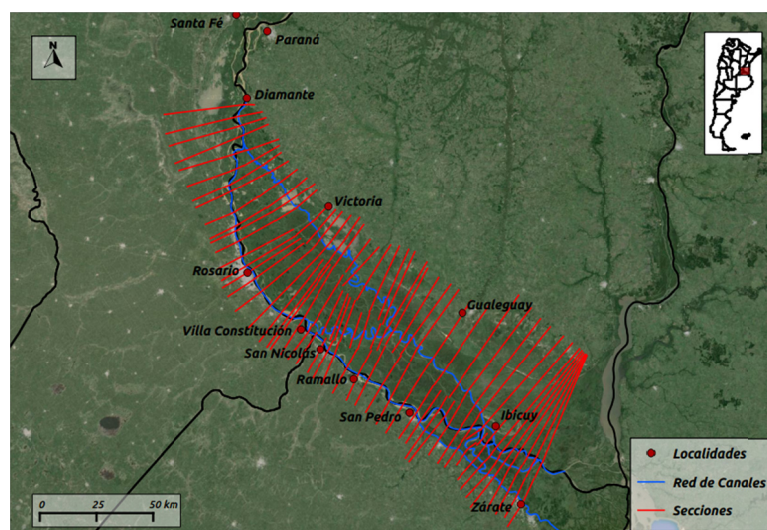 Santa Fé
Paraná
N
Diamante
Victoria
Rosario
Gualeguay
Villa Constitución
San Nicolás
Ramallo
San Pedro
Ibicuy
Zárate
Localidades
Red de Canales
Secciones
0 25 50 km